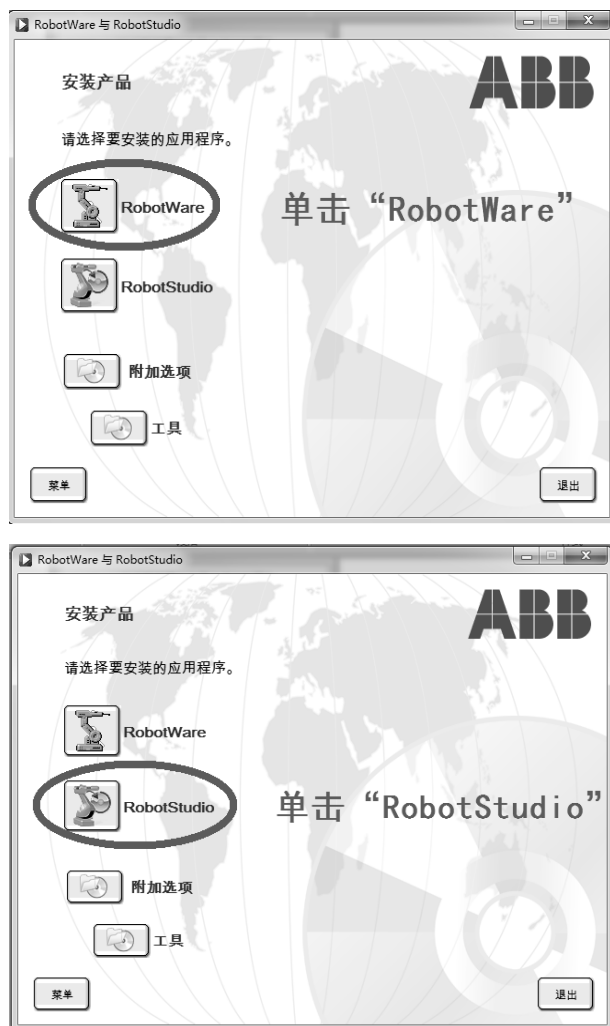 RobotWare 与 RobotStudio
ABB
安装产品
请选择要安装的应用程序。
RobotWare
单击“RobotWare”
RobotStudio
附加选项
工具
菜单
退出
RobotWare 与 RobotStudio
ABB
安装产品
请选择要安装的应用程序。
RobotWare
RobotStudio
单击“RobotStudio”
附加选项
工具
菜单
退出